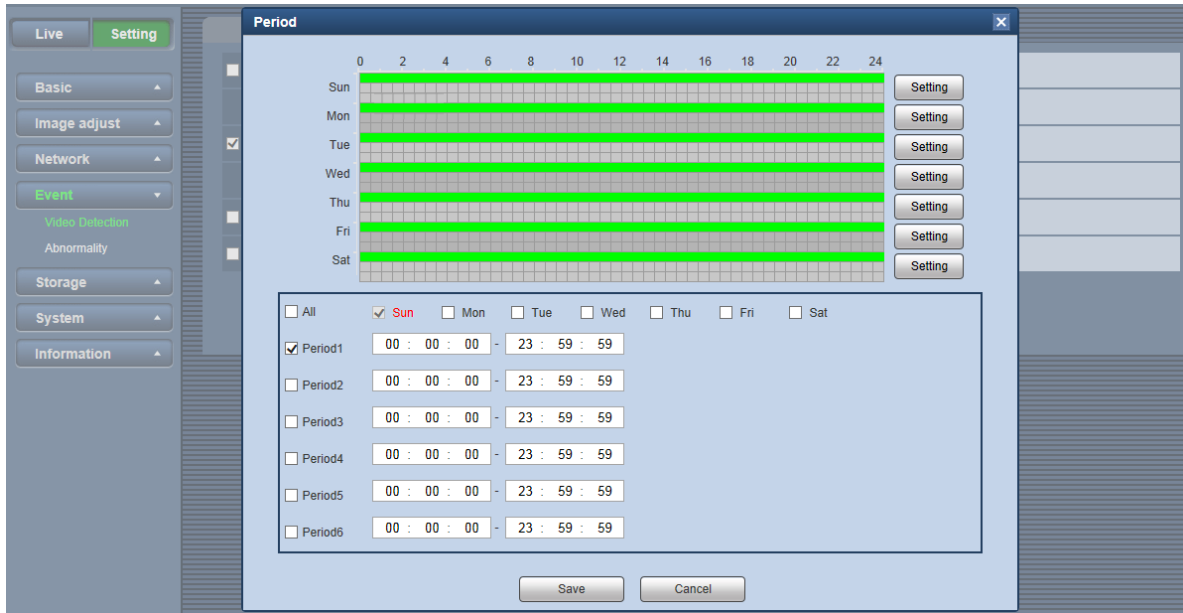 Live Setting
Basic
Image adjust
Network
Event
Video Detection
Abnormality
Storage
System
Information
Period
0 2 4 6 8 10 12 14 16 18 20 22 24
Sun Setting
Mon Setting
Tue Setting
Wed Setting
Thu Setting
Fri Setting
Sat Setting
All Sun Mon Tue Wed Thu Fri Sat
Period1 00 : 00 : 00 - 23 : 59 : 59
Period2 00 : 00 : 00 - 23 : 59 : 59
Period3 00 : 00 : 00 - 23 : 59 : 59
Period4 00 : 00 : 00 - 23 : 59 : 59
Period5 00 : 00 : 00 - 23 : 59 : 59
Period6 00 : 00 : 00 - 23 : 59 : 59
Save Cancel